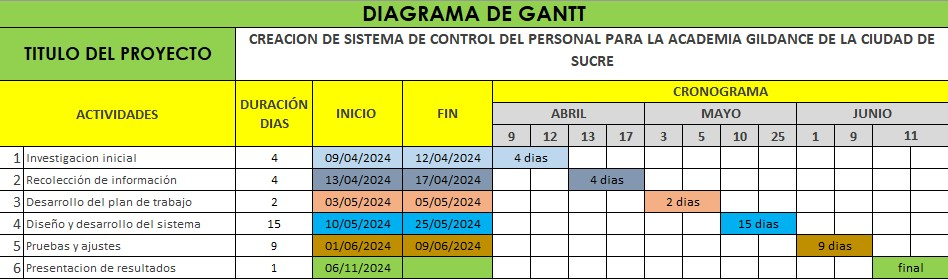 DIAGRAMA DE GANTT
TITULO DEL PROYECTO
CREACION DE SISTEMA DE CONTROL DEL PERSONAL PARA LA ACADEMIA GILDANCE DE LA CIUDAD DE
SUCRE
ACTIVIDADES
DURACIÓN
DIAS
INICIO
FIN
CRONOGRAMA
ABRIL MAYO JUNIO
9 12 13 17 3 5 10 25 1 9 11
1 Investigacion inicial 4 09/04/2024 12/04/2024 4 dias
2 Recolección de información 4 13/04/2024 17/04/2024 4 dias
3 Desarrollo del plan de trabajo 2 03/05/2024 05/05/2024 2 dias
4 Diseño y desarrollo del sistema 15 10/05/2024 25/05/2024 15 dias
5 Pruebas y ajustes 9 01/06/2024 09/06/2024 9 dias
6 Presentacion de resultados 1 06/11/2024 final